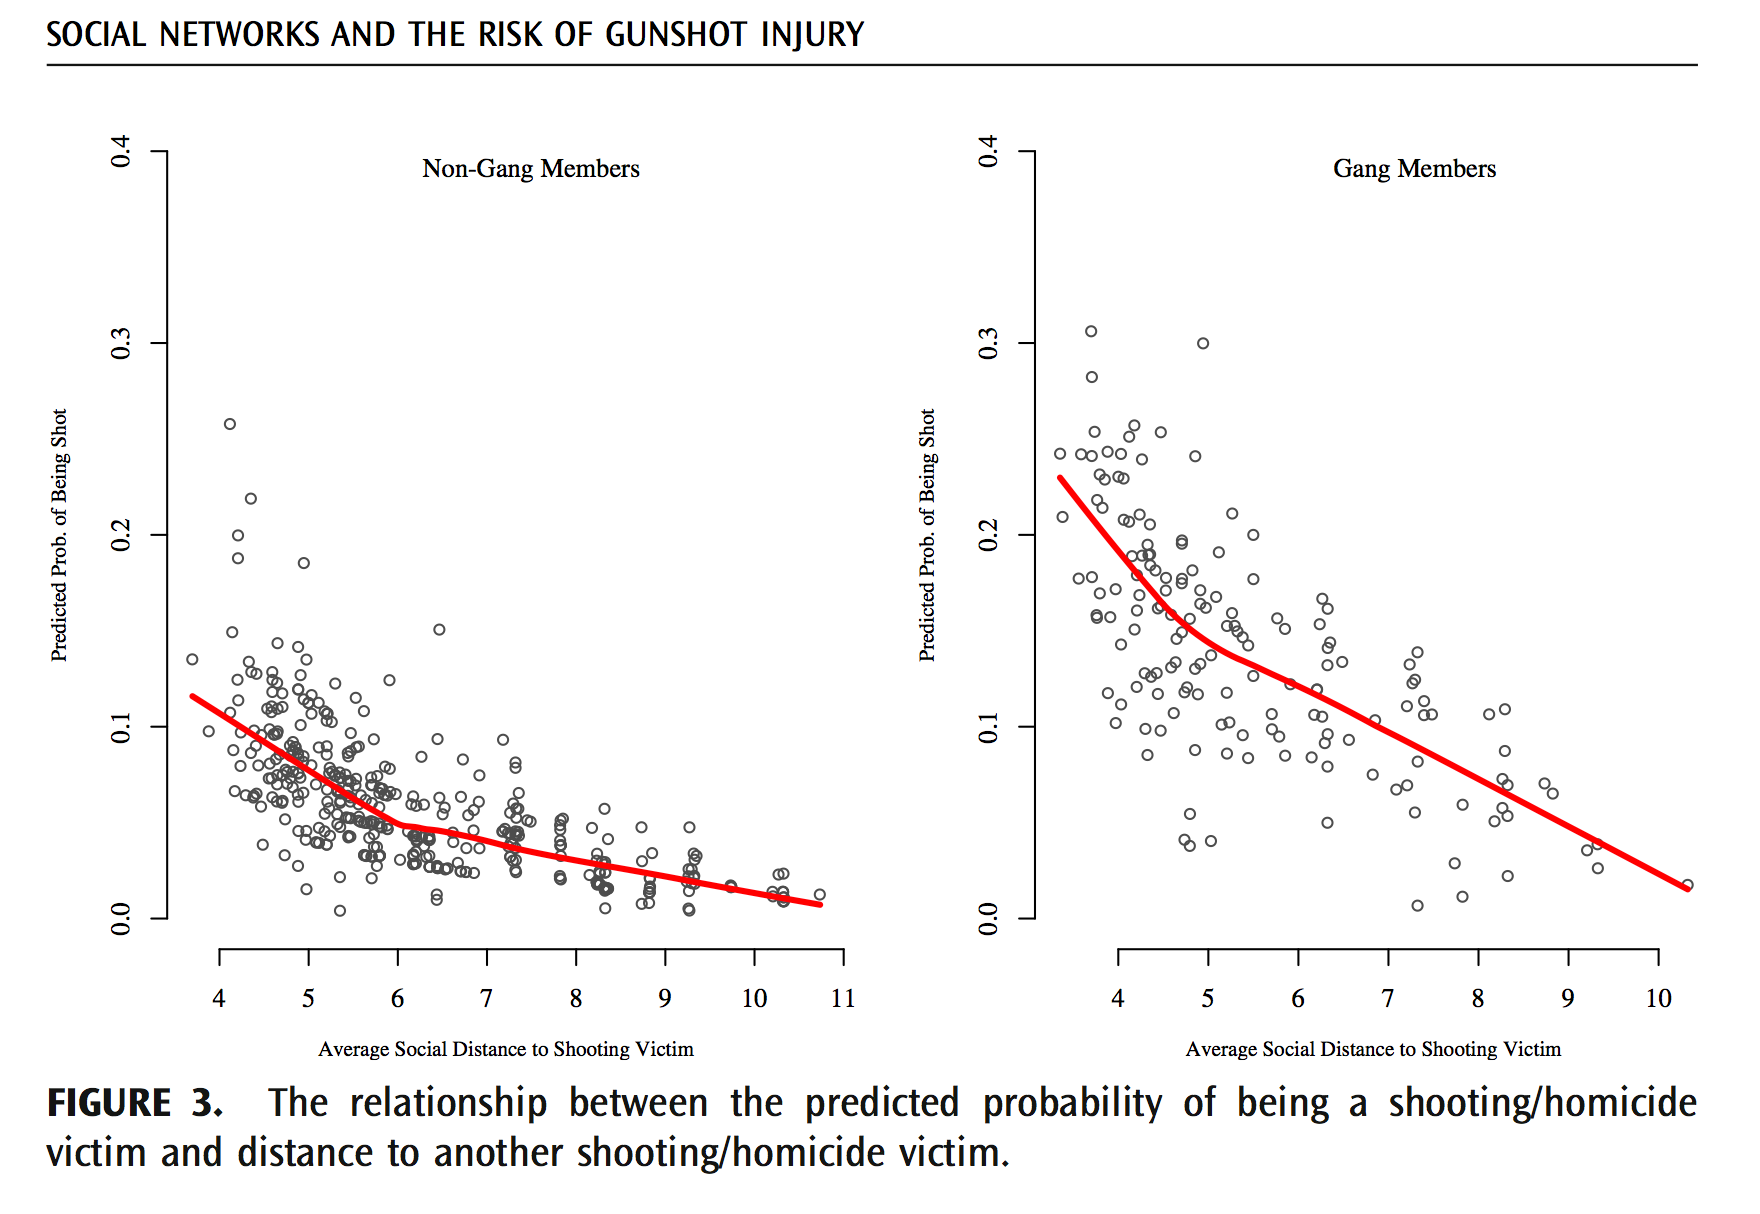 SOCIAL NETWORKS AND THE RISK OF GUNSHOT INJURY
Non-Gang Members
Predicted Prob. of Being Shot
0.4
0.3
0.2
0.1
0.0
4 5 6 7 8 9 10 11
Average Social Distance to Shooting Victim
Gang Members
Predicted Prob. of Being Shot
0.4
0.3
0.2
0.1
0.0
4 5 6 7 8 9 10
Average Social Distance to Shooting Victim
FIGURE 3. The relationship between the predicted probability of being a shooting/homicide
victim and distance to another shooting/homicide victim.